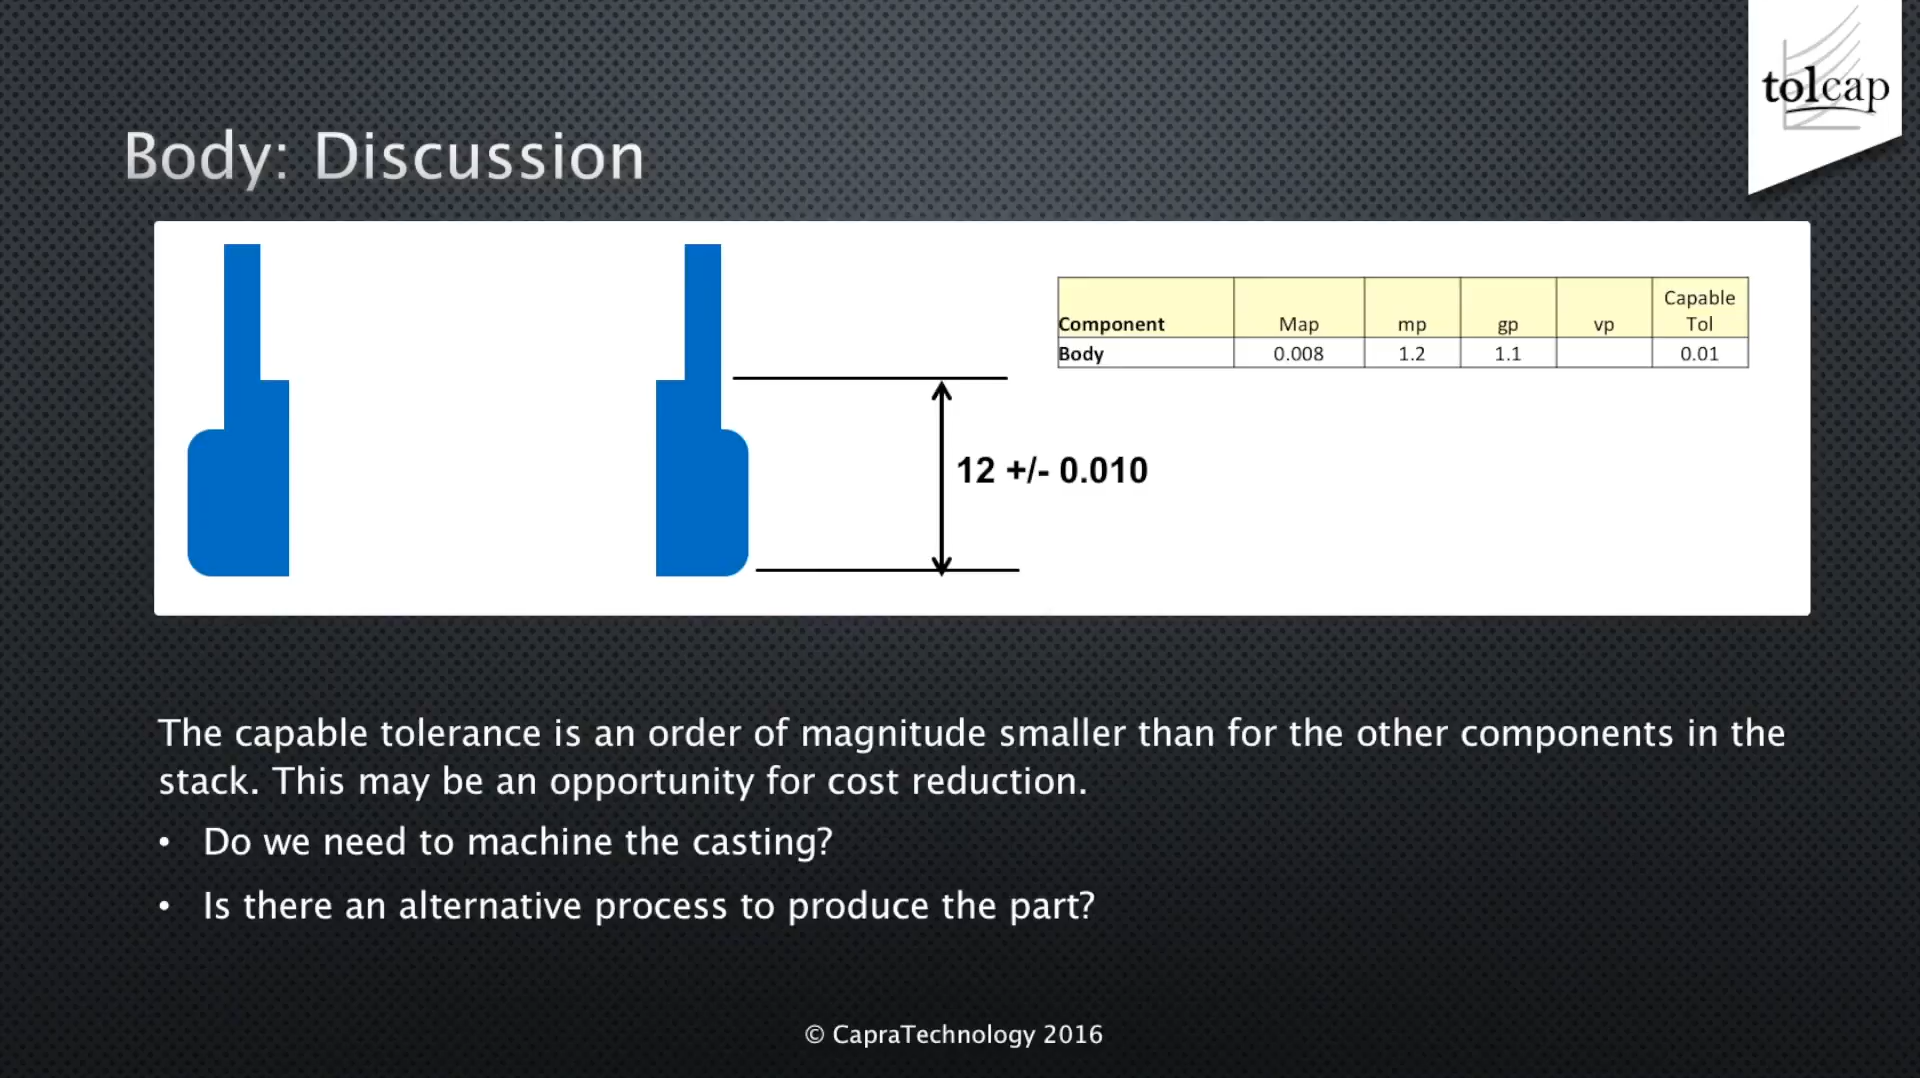 tolcap
Body: Discussion
Component Map mp gp vp Capable Tol
Body 0.008 1.2 1.1 0.01
12 +/- 0.010
The capable tolerance is an order of magnitude smaller than for the other components in the
stack. This may be an opportunity for cost reduction.
• Do we need to machine the casting?
• Is there an alternative process to produce the part?
© CapraTechnology 2016